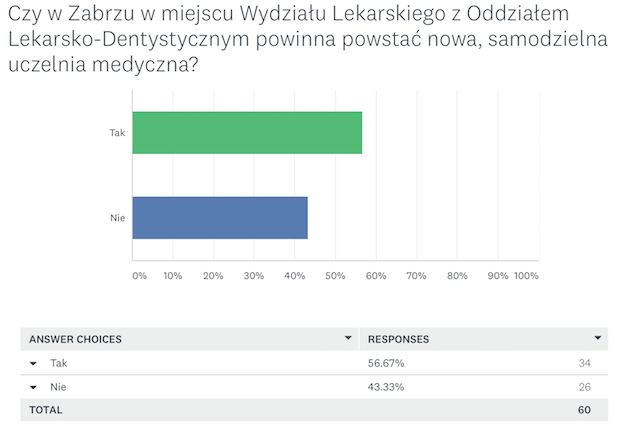 Czy w Zabrzu w miejscu Wydziału Lekarskiego z Oddziałem
Lekarsko-Dentystycznym powinna powstać nowa, samodzielna
uczelnia medyczna?
Tak
Nie
0% 10% 20% 30% 40% 50% 60% 70% 80% 90% 100%
ANSWER CHOICES RESPONSES
Tak 56.67% 34
Nie 43.33% 26
TOTAL 60